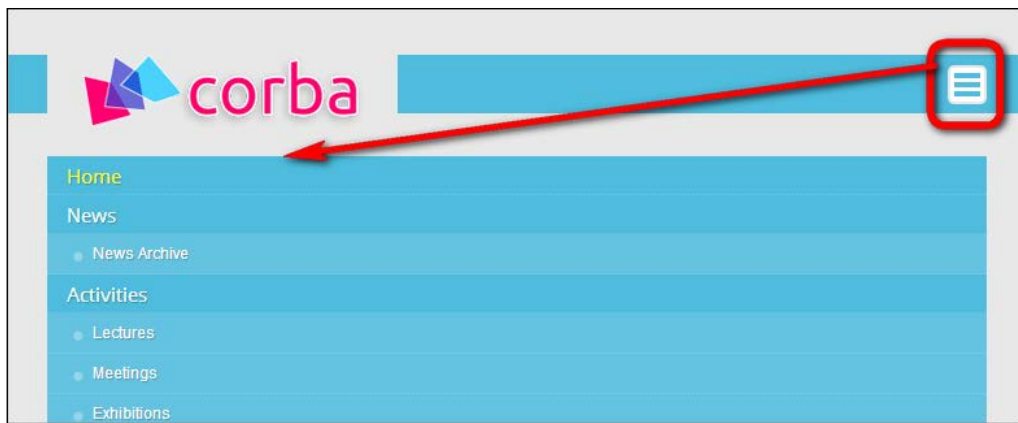 corba
Home
News
News Archive
Activities
Lectures
Meetings
Exhibitions